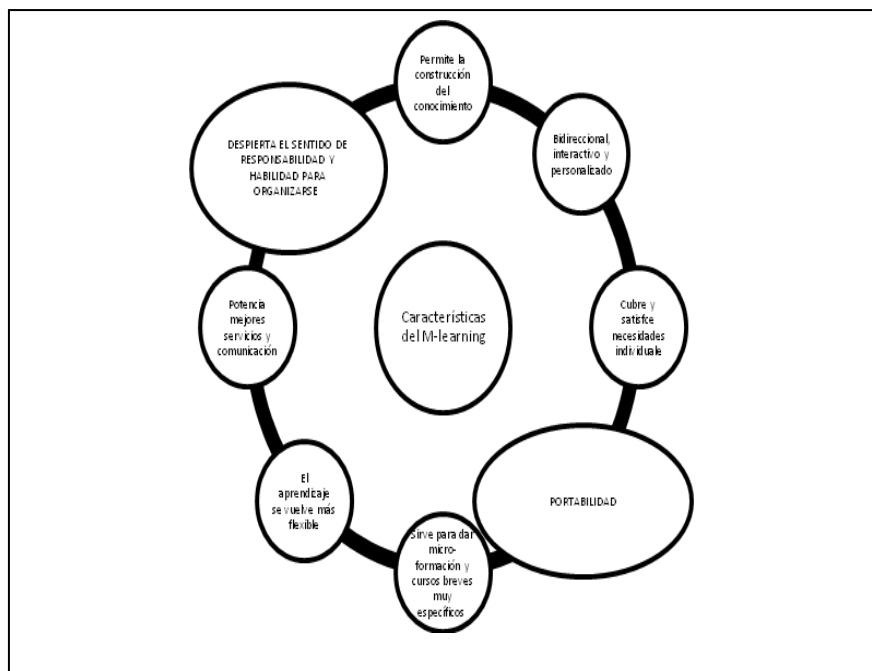 Permite la
construcción
del
conocimiento
Bidireccional,
interactivo y
personalizado
Cubre y
satisfce
necesidades
individuale
PORTABILIDAD
Sirve para dar
micro-
formación y
cursos breves
muy
específicos
El
aprendizaje
se vuelve más
flexible
Potencia
mejores
servicios y
comunicación
DESPIERTA EL SENTIDO DE
RESPONSABILIDAD Y
HABILIDAD PARA
ORGANIZARSE
Características
del M-learning